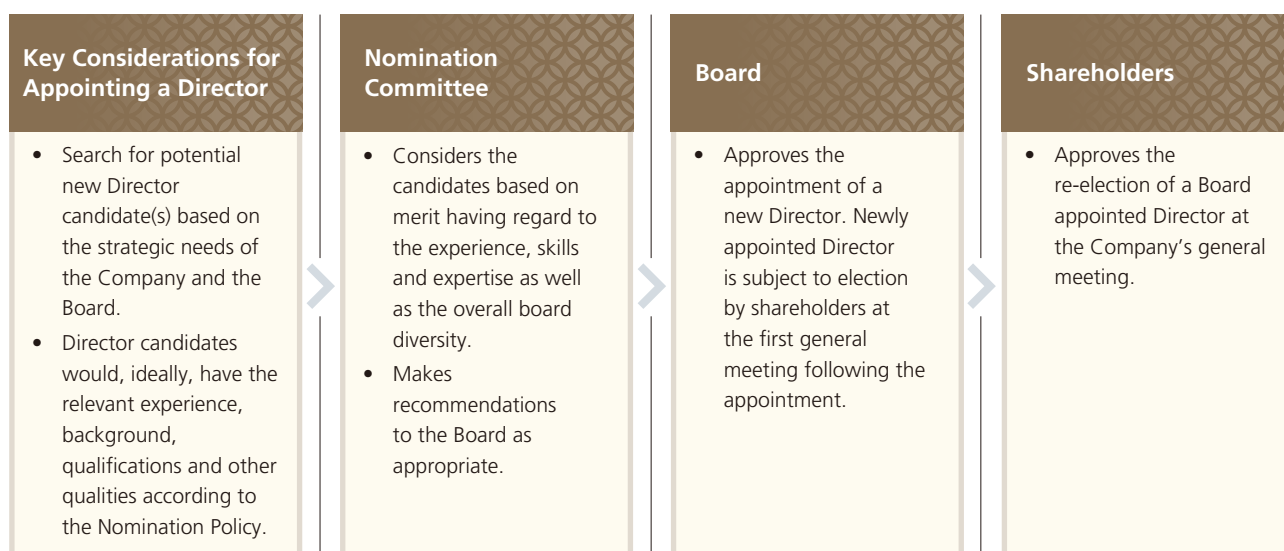 Key Considerations for
Appointing a Director
• Search for potential
new Director
candidate(s) based on
the strategic needs of
the Company and the
Board.
• Director candidates
would, ideally, have the
relevant experience,
background,
qualifications and other
qualities according to
the Nomination Policy.
Nomination
Committee
• Considers the
candidates based on
merit having regard to
the experience, skills
and expertise as well
as the overall board
diversity.
• Makes
recommendations
to the Board as
appropriate.
Board
• Approves the
appointment of a
new Director. Newly
appointed Director
is subject to election
by shareholders at
the first general
meeting following the
appointment.
Shareholders
• Approves the
re-election of a Board
appointed Director at
the Company’s general
meeting.